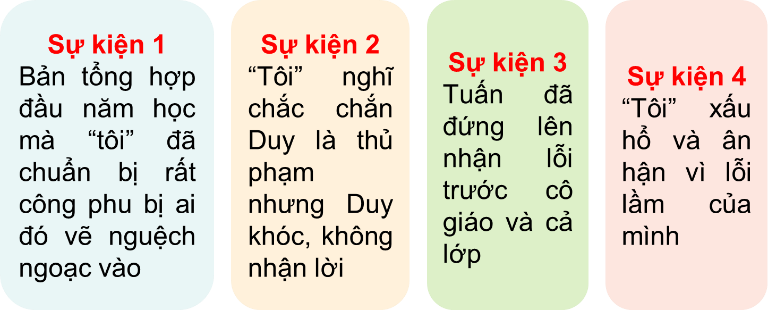 Sự kiện 1
Bản tổng hợp
đầu năm học
mà “tôi” đã
chuẩn bị rất
công phu bị ai
đó vẽ nguệch
ngoạc vào
Sự kiện 2
“Tôi” nghĩ
chắc chắn
Duy là thủ
phạm
nhưng Duy
khóc, không
nhận lời
Sự kiện 3
Tuấn đã
đứng lên
nhận lỗi
trước cô
giáo và cả
lớp
Sự kiện 4
“Tôi” xấu
hổ và ân
hận vì lỗi
lầm của
mình